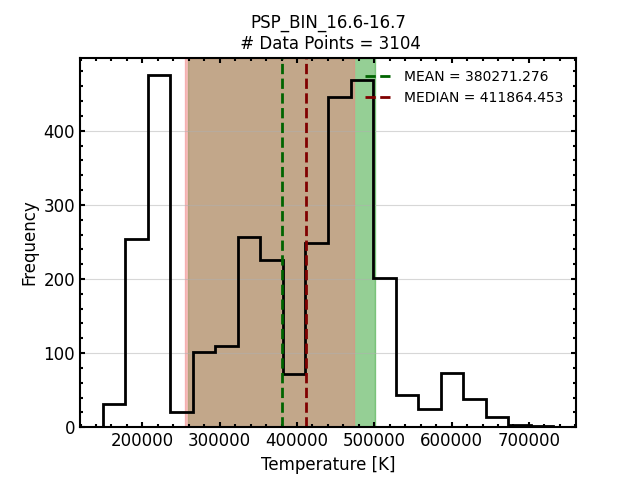 PSP_BIN_16.6-16.7
# Data Points = 3104
MEAN = 380271.276
MEDIAN = 411864.453
Frequency
400
300
200
100
0
200000 300000 400000 500000 600000 700000
Temperature [K]